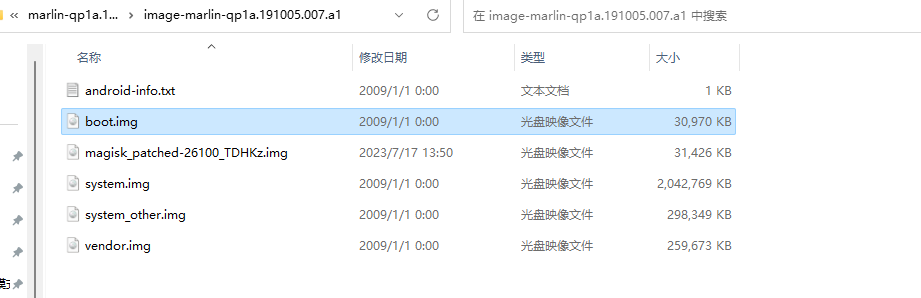 « marlin-qp1a.1... › image-marlin-qp1a.191005.007.a1
在 image-marlin-qp1a.191005.007.a1 中搜索
名称 修改日期 类型 大小
android-info.txt 2009/1/1 0:00 文本文档 1 KB
boot.img 2009/1/1 0:00 光盘映像文件 30,970 KB
magisk_patched-26100_TDHKz.img 2023/7/17 13:50 光盘映像文件 31,426 KB
system.img 2009/1/1 0:00 光盘映像文件 2,042,769 KB
system_other.img 2009/1/1 0:00 光盘映像文件 298,349 KB
vendor.img 2009/1/1 0:00 光盘映像文件 259,673 KB